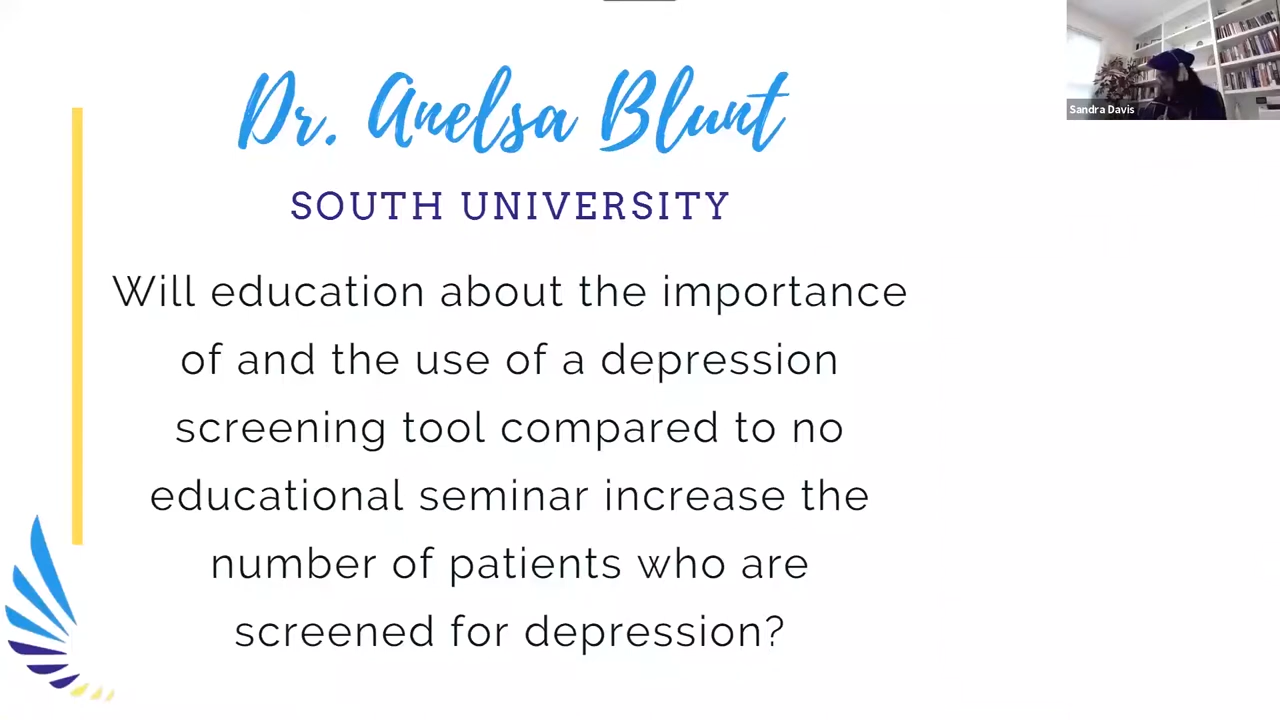 Dr. Anelsa Blunt
SOUTH UNIVERSITY
Will education about the importance
of and the use of a depression
screening tool compared to no
educational seminar increase the
number of patients who are
screened for depression?
Sandra Davis